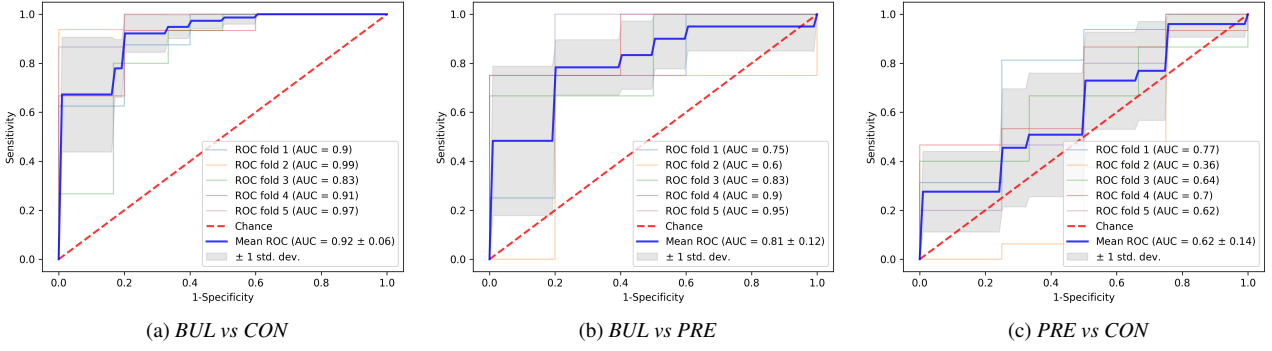 1.0
0.8
0.6
0.4
0.2
0.0
Sensitivity
0.0 0.2 0.4 0.6 0.8 1.0
1-Specificity
ROC fold 1 (AUC = 0.9)
ROC fold 2 (AUC = 0.99)
ROC fold 3 (AUC = 0.83)
ROC fold 4 (AUC = 0.91)
ROC fold 5 (AUC = 0.97)
Chance
Mean ROC (AUC = 0.92 ± 0.06)
± 1 std. dev.
(a) BUL vs CON
1.0
0.8
0.6
0.4
0.2
0.0
Sensitivity
0.0 0.2 0.4 0.6 0.8 1.0
1-Specificity
ROC fold 1 (AUC = 0.75)
ROC fold 2 (AUC = 0.6)
ROC fold 3 (AUC = 0.83)
ROC fold 4 (AUC = 0.9)
ROC fold 5 (AUC = 0.95)
Chance
Mean ROC (AUC = 0.81 ± 0.12)
± 1 std. dev.
(b) BUL vs PRE
1.0
0.8
0.6
0.4
0.2
0.0
Sensitivity
0.0 0.2 0.4 0.6 0.8 1.0
1-Specificity
ROC fold 1 (AUC = 0.77)
ROC fold 2 (AUC = 0.36)
ROC fold 3 (AUC = 0.64)
ROC fold 4 (AUC = 0.7)
ROC fold 5 (AUC = 0.62)
Chance
Mean ROC (AUC = 0.62 ± 0.14)
± 1 std. dev.
(c) PRE vs CON